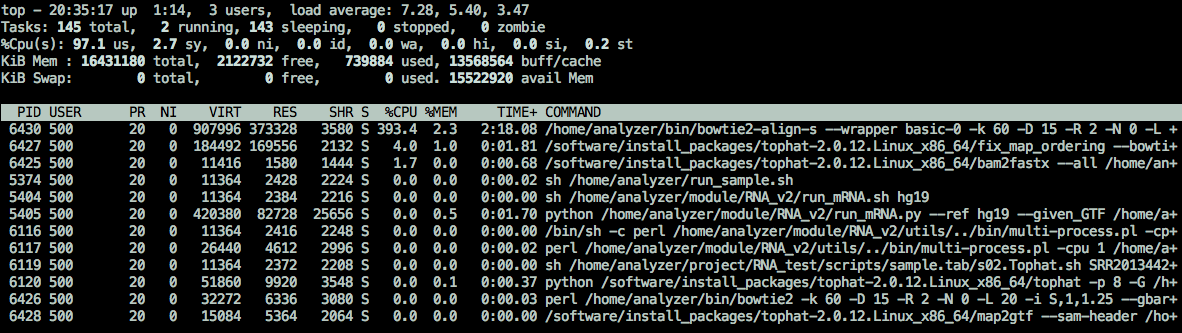 top - 20:35:17 up  1:14,  3 users,  load average: 7.28, 5.40, 3.47
Tasks: 145 total,   2 running, 143 sleeping,   0 stopped,   0 zombie
%Cpu(s): 97.1 us,  2.7 sy,  0.0 ni,  0.0 id,  0.0 wa,  0.0 hi,  0.0 si,  0.2 st
KiB Mem : 16431180 total,  2122732 free,   739884 used, 13568564 buff/cache
KiB Swap:        0 total,        0 free,        0 used. 15522920 avail Mem
  PID USER      PR  NI    VIRT    RES    SHR S  %CPU %MEM     TIME+ COMMAND
 6430 500       20   0  907996 373328   3580 S 393.4  2.3   2:18.08 /home/analyzer/bin/bowtie2-align-s --wrapper basic-0 -k 60 -D 15 -R 2 -N 0 -L +
 6427 500       20   0  184492 169556   2132 S   4.0  1.0   0:01.81 /software/install_packages/tophat-2.0.12.Linux_x86_64/fix_map_ordering --bowti+
 6425 500       20   0   11416   1580   1444 S   1.7  0.0   0:00.68 /software/install_packages/tophat-2.0.12.Linux_x86_64/bam2fastx --all /home/an+
 5374 500       20   0   11364   2428   2224 S   0.0  0.0   0:00.02 sh /home/analyzer/run_sample.sh
 5404 500       20   0   11364   2384   2216 S   0.0  0.0   0:00.00 sh /home/analyzer/module/RNA_v2/run_mRNA.sh hg19
 5405 500       20   0  420380  82728  25656 S   0.0  0.5   0:01.70 python /home/analyzer/module/RNA_v2/run_mRNA.py --ref hg19 --given_GTF /home/a+
 6116 500       20   0   11364   2416   2248 S   0.0  0.0   0:00.00 /bin/sh -c perl /home/analyzer/module/RNA_v2/utils/../bin/multi-process.pl -cp+
 6117 500       20   0   26440   4612   2996 S   0.0  0.0   0:00.02 perl /home/analyzer/module/RNA_v2/utils/../bin/multi-process.pl -cpu 1 /home/a+
 6119 500       20   0   11364   2372   2208 S   0.0  0.0   0:00.00 sh /home/analyzer/project/RNA_test/scripts/sample.tab/s02.Tophat.sh SRR2013442+
 6120 500       20   0   51860   9920   3548 S   0.0  0.1   0:00.37 python /software/install_packages/tophat-2.0.12.Linux_x86_64/tophat -p 8 -G /h+
 6426 500       20   0   32272   6336   3080 S   0.0  0.0   0:00.03 perl /home/analyzer/bin/bowtie2 -k 60 -D 15 -R 2 -N 0 -L 20 -i S,1,1.25 --gbar+
 6428 500       20   0   15084   5364   2064 S   0.0  0.0   0:00.00 /software/install_packages/tophat-2.0.12.Linux_x86_64/map2gtf --sam-header /ho+